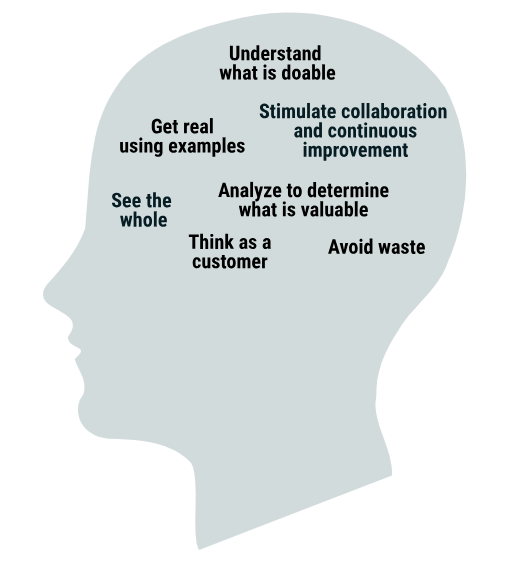 Understand
what is doable
Stimulate collaboration
and continuous
improvement
Get real
using examples
Analyze to determine
what is valuable
See the
whole
Think as a
customer
Avoid waste